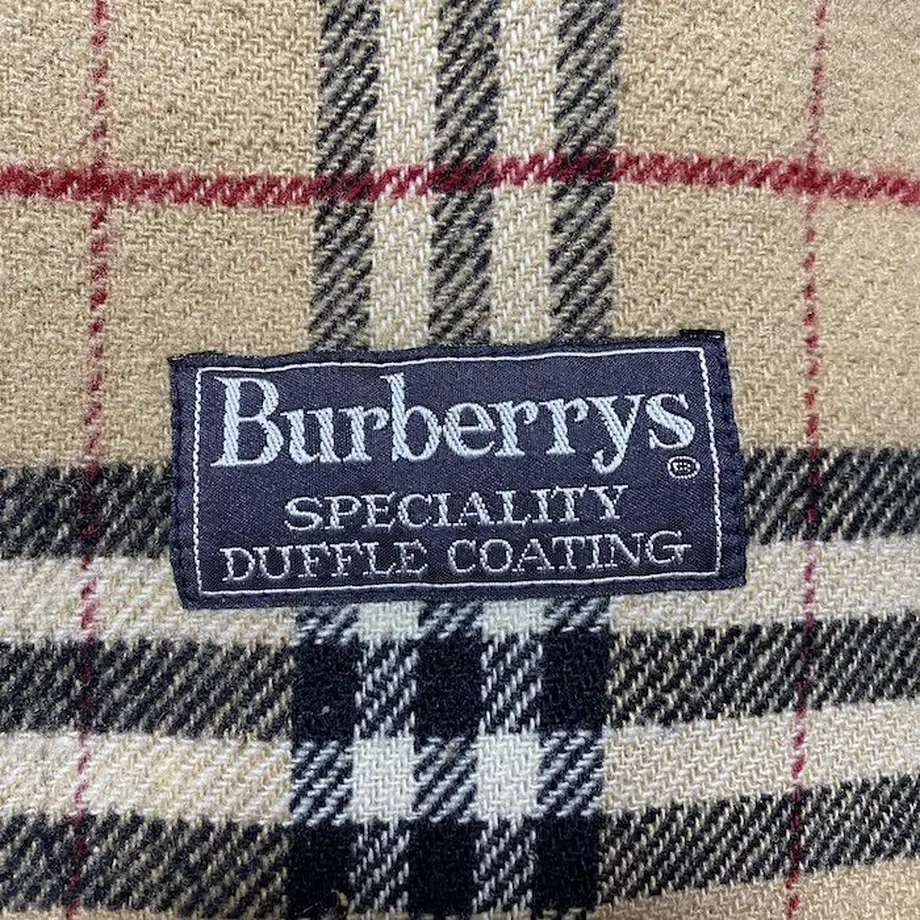 Burberrys
SPECIALITY
DUFFLE COATING